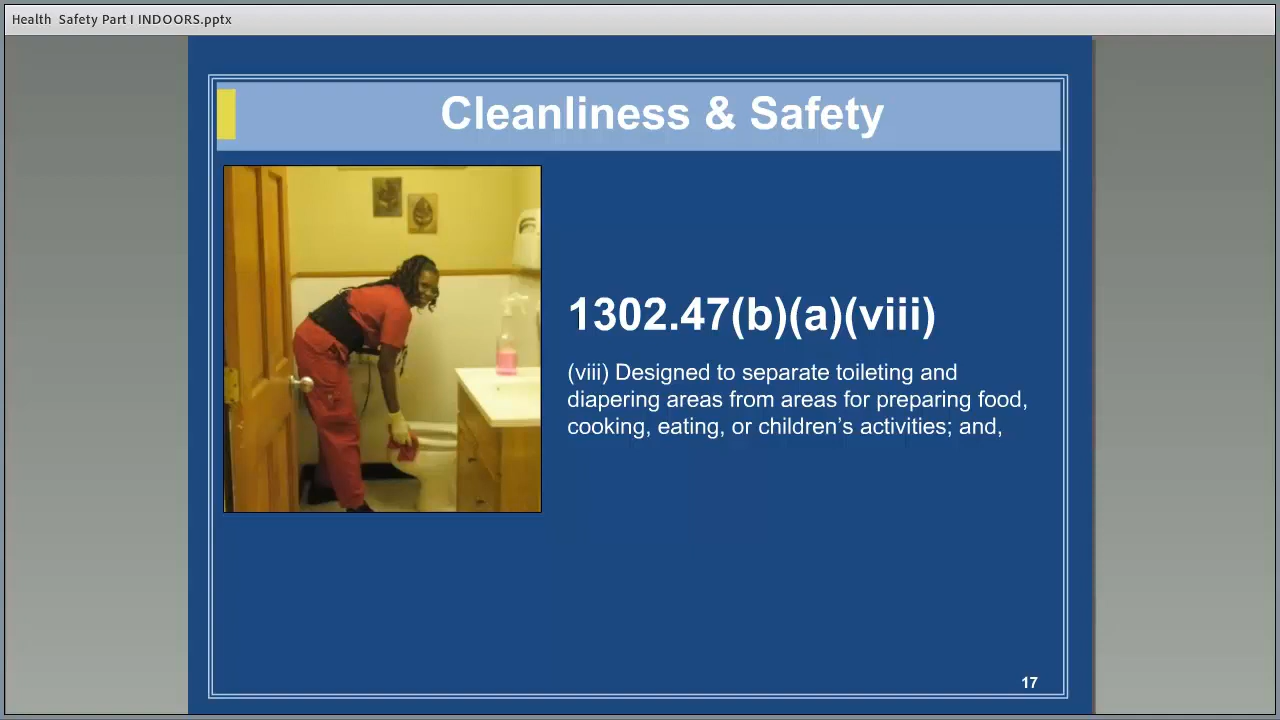 Health  Safety Part I INDOORS.pptx
Cleanliness & Safety
1302.47(b)(a)(viii)
(viii) Designed to separate toileting and
diapering areas from areas for preparing food,
cooking, eating, or children’s activities; and,
17